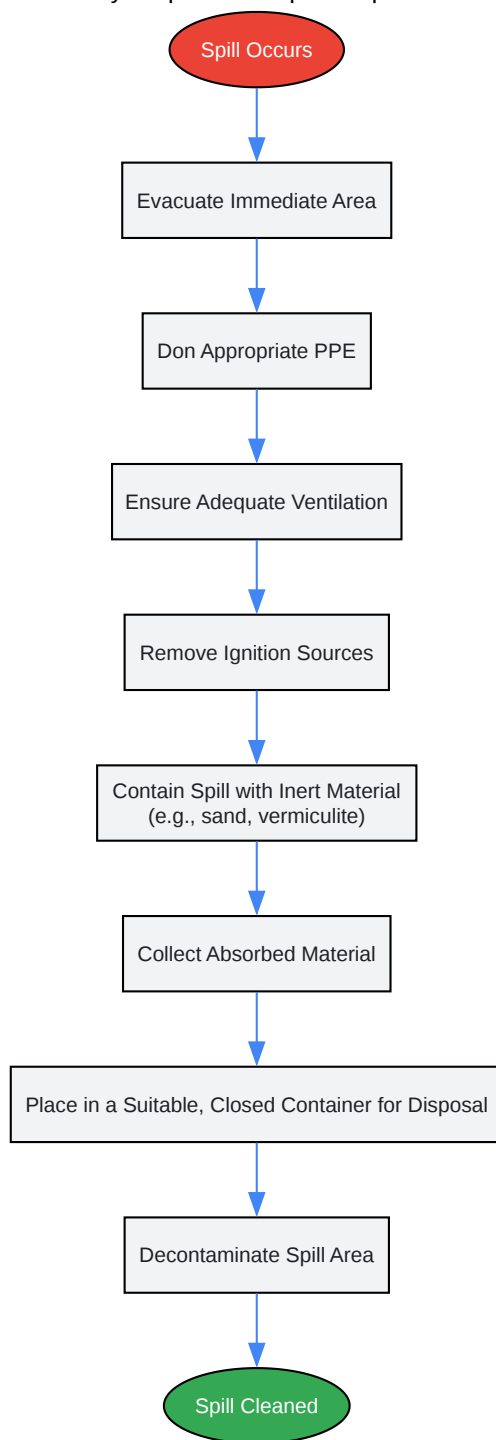 Spill Occurs
Evacuate Immediate Area
Don Appropriate PPE
Ensure Adequate Ventilation
Remove Ignition Sources
Contain Spill with Inert Material
(e.g., sand, vermiculite)
Collect Absorbed Material
Place in a Suitable, Closed Container for Disposal
Decontaminate Spill Area
Spill Cleaned